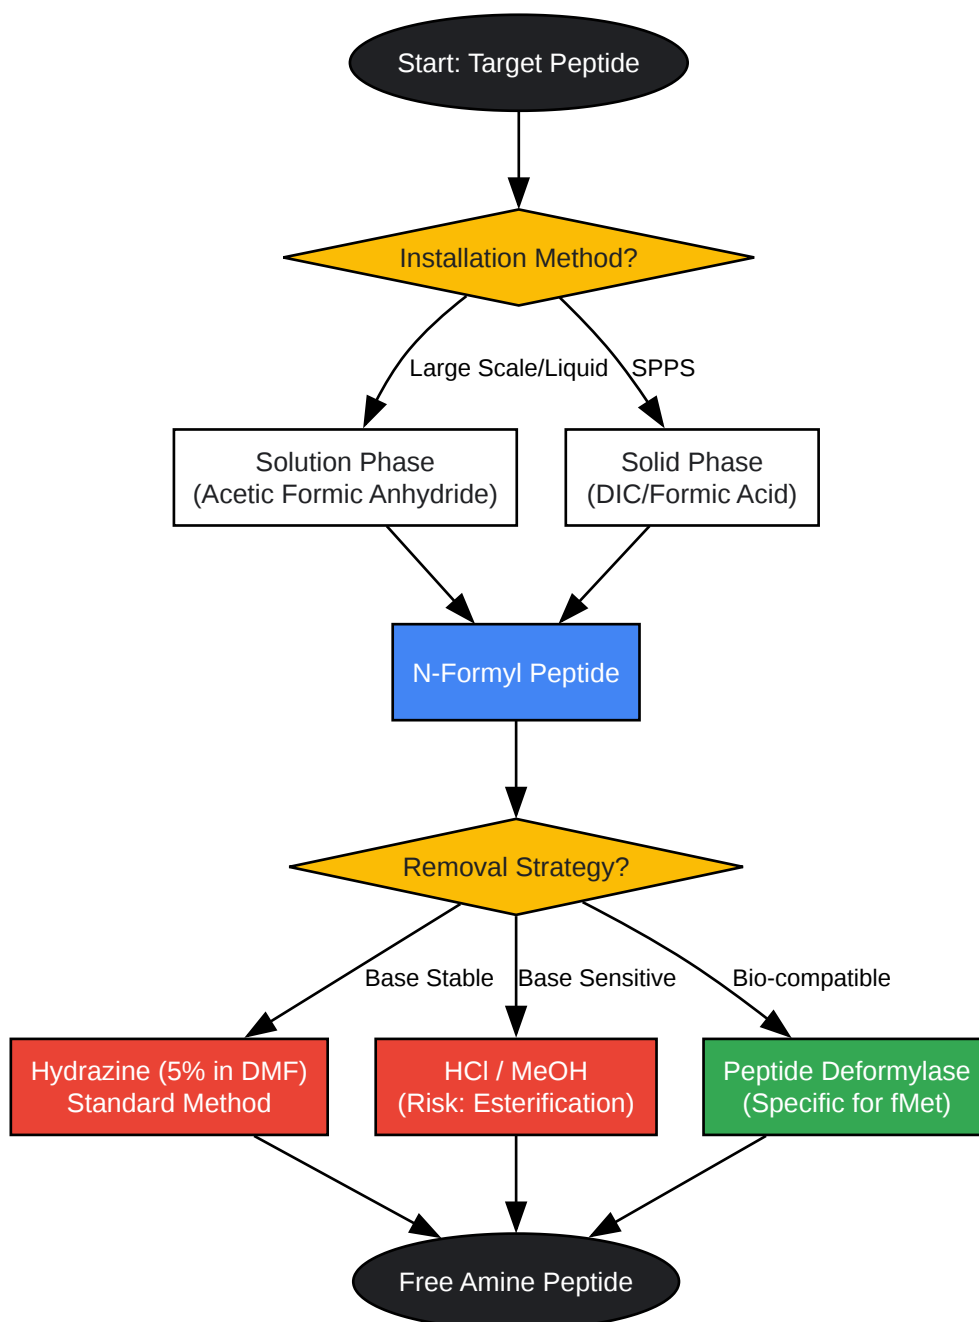 Start: Target Peptide
Installation Method?
Large Scale/Liquid
SPPS
Solution Phase
(Acetic Formic Anhydride)
Solid Phase
(DIC/Formic Acid)
N-Formyl Peptide
Removal Strategy?
Base Stable
Base Sensitive
Bio-compatible
Hydrazine (5% in DMF)
Standard Method
HCl / MeOH
(Risk: Esterification)
Peptide Deformylase
(Specific for fMet)
Free Amine Peptide